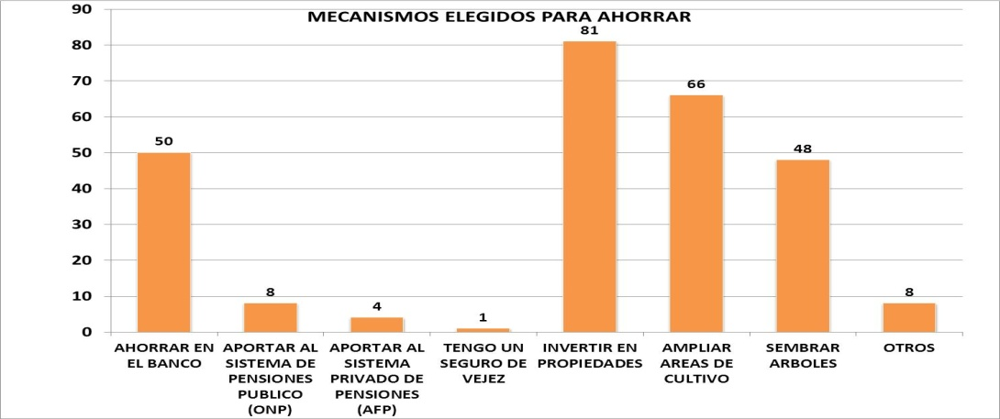 MECANISMOS ELEGIDOS PARA AHORRAR
90
80
70
60
50
40
30
20
10
0
50
8
4
1
81
66
48
8
AHORRAR EN
EL BANCO
APORTAR AL
SISTEMA DE
PENSIONES
PUBLICO
(ONP)
APORTAR AL
SISTEMA
PRIVADO DE
PENSIONES
(AFP)
TENGO UN
SEGURO DE
VEJEZ
INVERTIR EN
PROPIEDADES
AMPLIAR
AREAS DE
CULTIVO
SEMBRAR
ARBOLES
OTROS